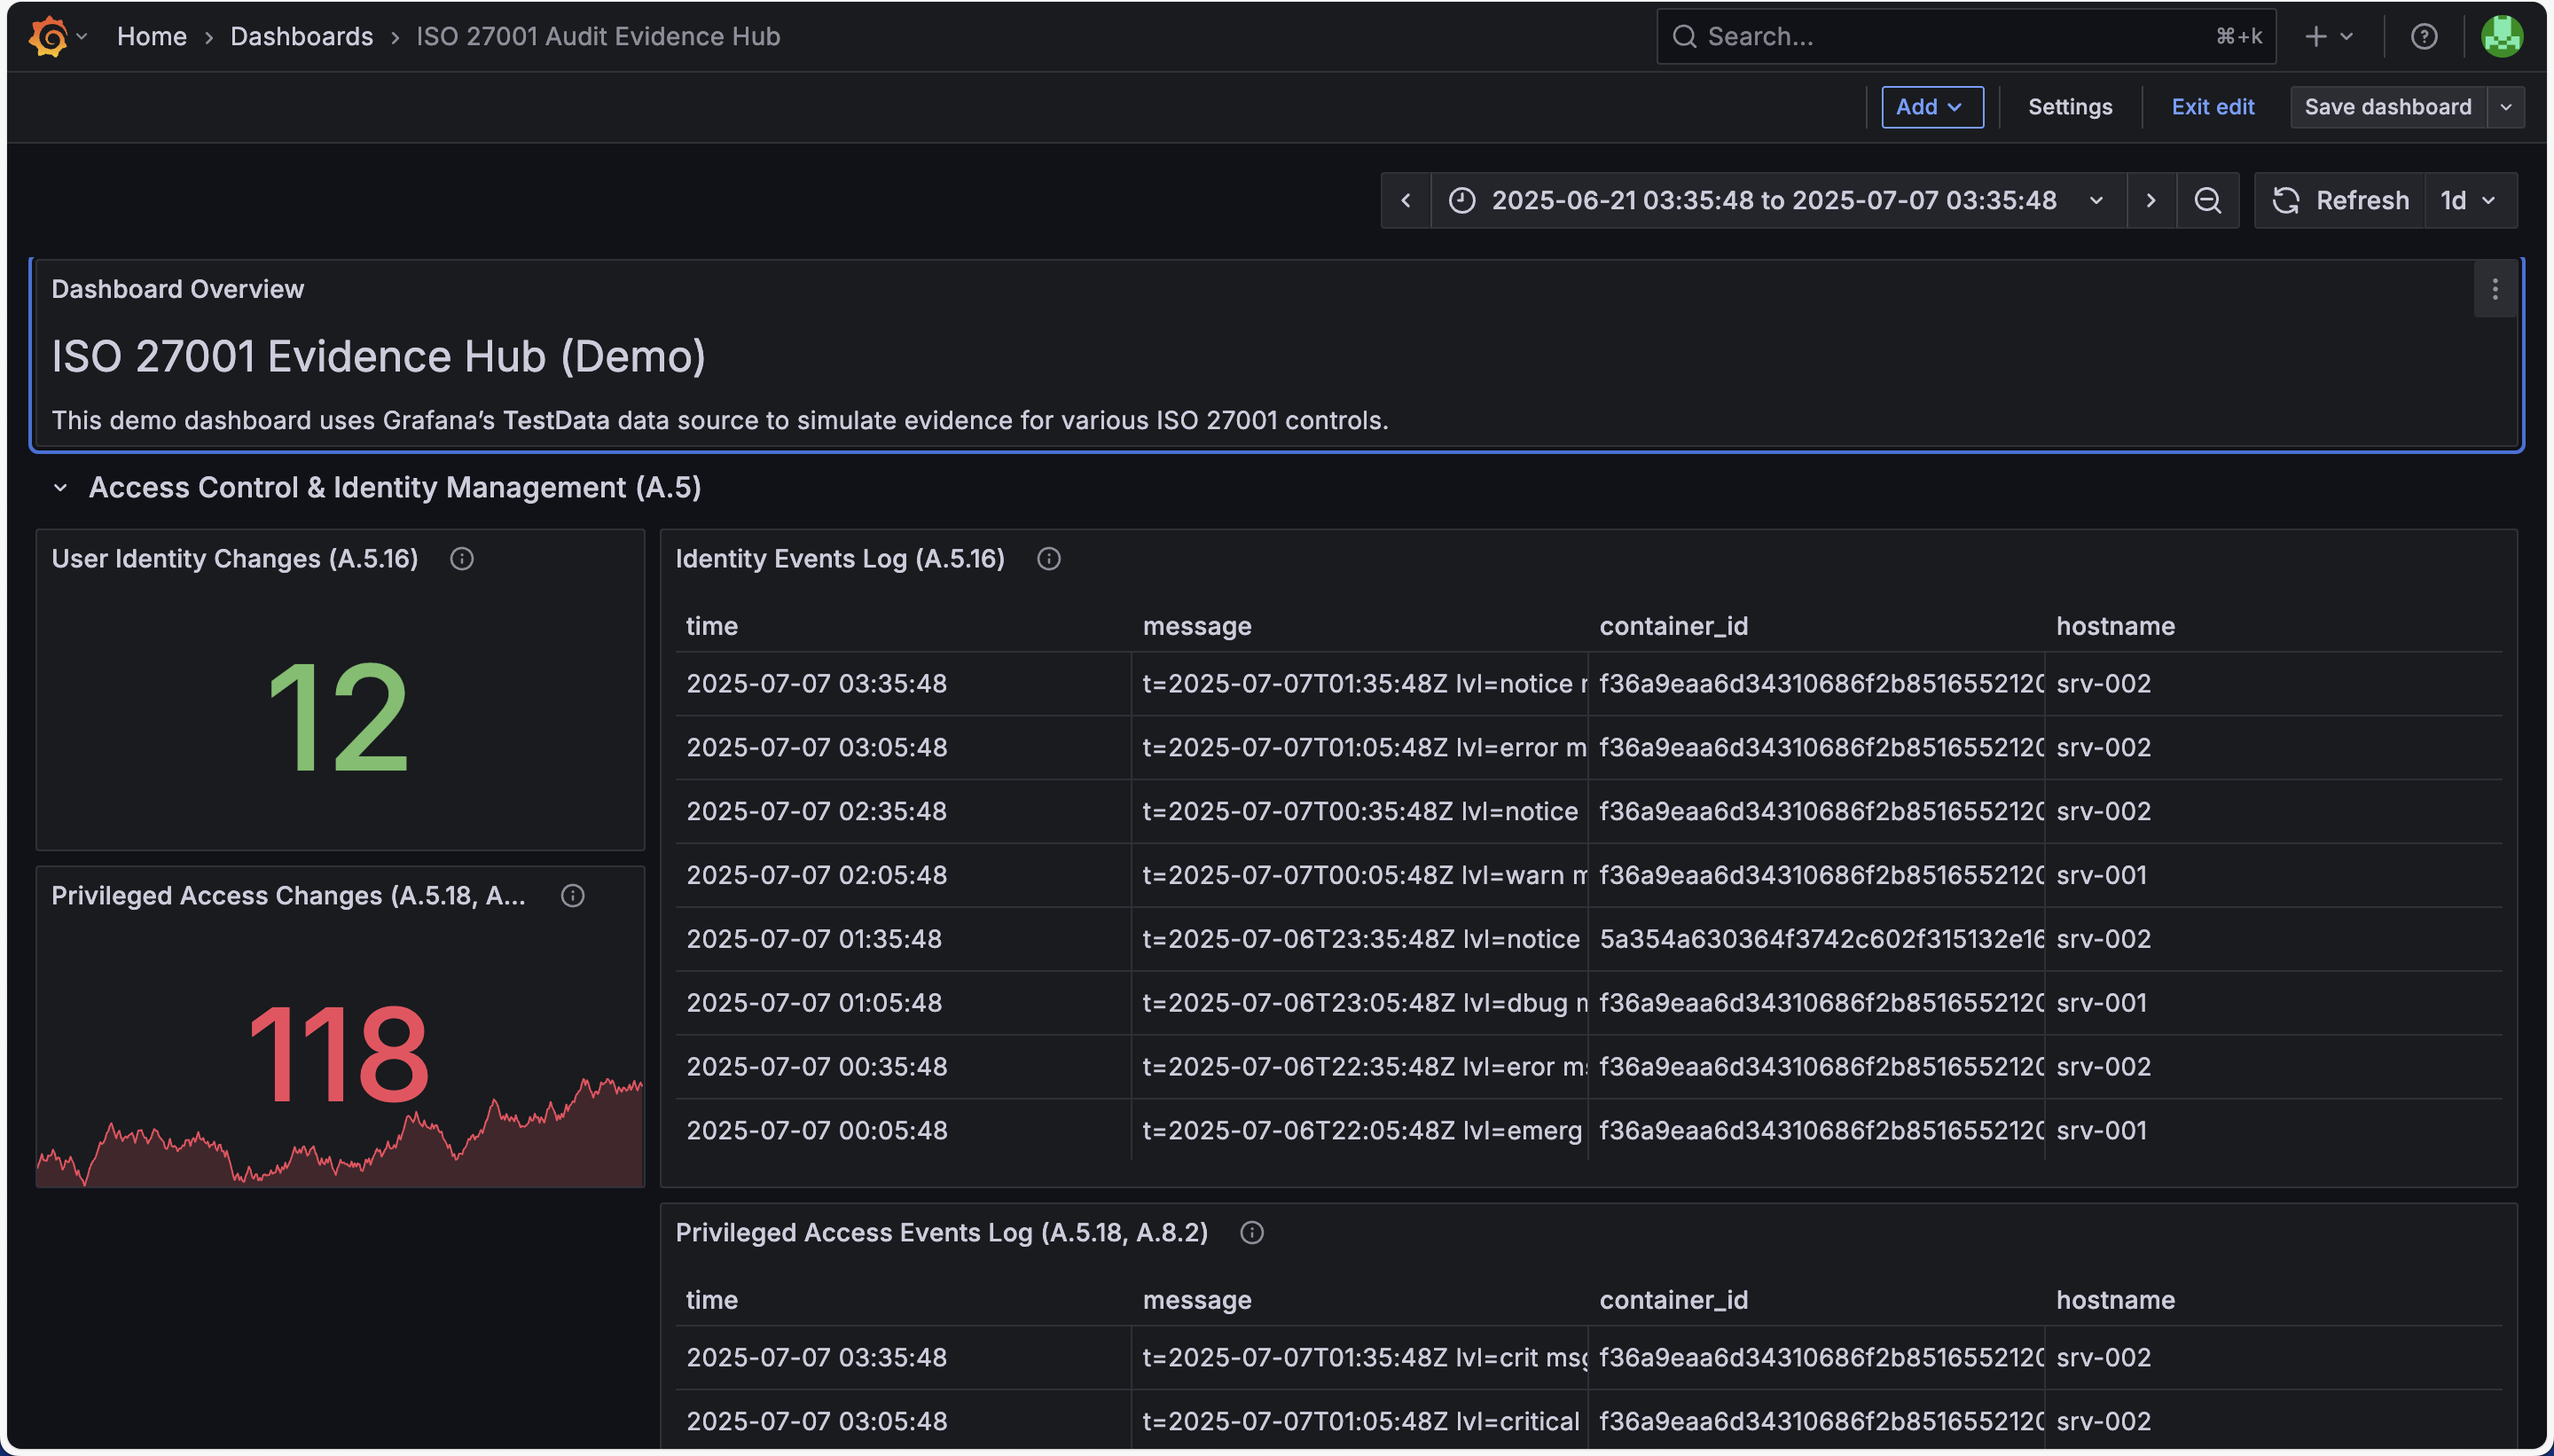 Home › Dashboards › ISO 27001 Audit Evidence Hub
Search... ⌘+k
Add Settings Exit edit Save dashboard
2025-06-21 03:35:48 to 2025-07-07 03:35:48 Refresh 1d
Dashboard Overview
ISO 27001 Evidence Hub (Demo)
This demo dashboard uses Grafana’s TestData data source to simulate evidence for various ISO 27001 controls.
Access Control & Identity Management (A.5)
User Identity Changes (A.5.16)
12
Privileged Access Changes (A.5.18, A...
118
Identity Events Log (A.5.16)
time message container_id hostname
2025-07-07 03:35:48 t=2025-07-07T01:35:48Z lvl=notice f36a9eaa6d34310686f2b8516552120 srv-002
2025-07-07 03:05:48 t=2025-07-07T01:05:48Z lvl=error m f36a9eaa6d34310686f2b8516552120 srv-002
2025-07-07 02:35:48 t=2025-07-07T00:35:48Z lvl=notice f36a9eaa6d34310686f2b8516552120 srv-002
2025-07-07 02:05:48 t=2025-07-07T00:05:48Z lvl=warn m f36a9eaa6d34310686f2b8516552120 srv-001
2025-07-07 01:35:48 t=2025-07-06T23:35:48Z lvl=notice 5a354a630364f3742c602f315132e16 srv-002
2025-07-07 01:05:48 t=2025-07-06T23:05:48Z lvl=dbug m f36a9eaa6d34310686f2b8516552120 srv-001
2025-07-07 00:35:48 t=2025-07-06T22:35:48Z lvl=eror ms f36a9eaa6d34310686f2b8516552120 srv-002
2025-07-07 00:05:48 t=2025-07-06T22:05:48Z lvl=emerg f36a9eaa6d34310686f2b8516552120 srv-001
Privileged Access Events Log (A.5.18, A.8.2)
time message container_id hostname
2025-07-07 03:35:48 t=2025-07-07T01:35:48Z lvl=crit msg f36a9eaa6d34310686f2b8516552120 srv-002
2025-07-07 03:05:48 t=2025-07-07T01:05:48Z lvl=critical f36a9eaa6d34310686f2b8516552120 srv-002